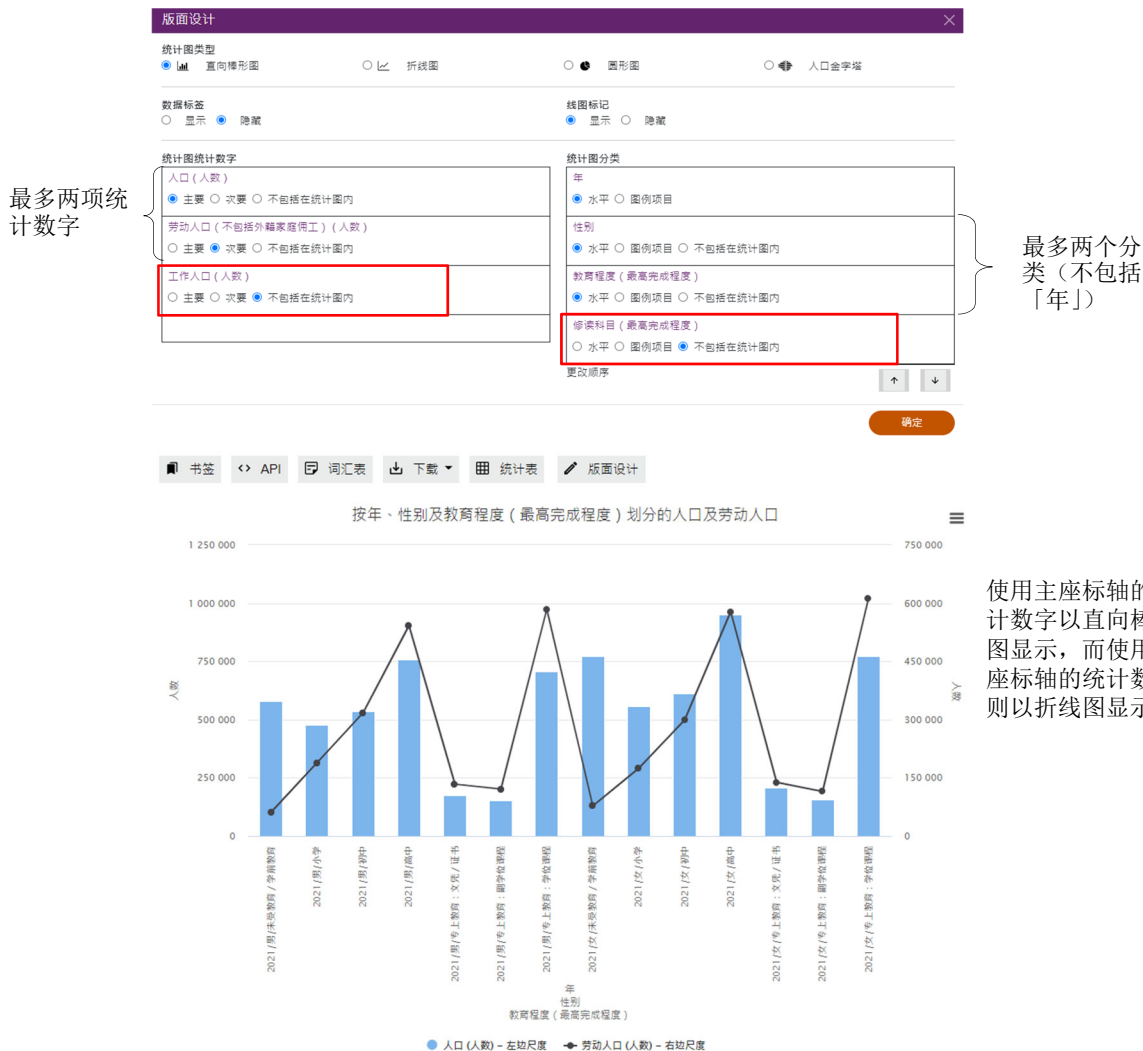 版面设计
统计图类型
直向棒形图 折线图 圆形图 人口金字塔
数据标签 线图标记
显示 隐藏 显示 隐藏
统计图统计数字 统计图分类
人口(人数)
主要 次要 不包括在统计图内
劳动人口(不包括外籍家庭佣工)(人数)
主要 次要 不包括在统计图内
工作人口(人数)
主要 次要 不包括在统计图内
年
水平 图例项目
性别
水平 图例项目 不包括在统计图内
教育程度(最高完成程度)
水平 图例项目 不包括在统计图内
修读科目(最高完成程度)
水平 图例项目 不包括在统计图内
更改顺序
确定
最多两项统
计数字
最多两个分
类(不包括
「年」)
书签 <> API 词汇表 下载 统计表 版面设计
按年、性别及教育程度(最高完成程度)划分的人口及劳动人口
1 250 000 750 000
1 000 000 600 000
750 000 450 000
500 000 300 000
250 000 150 000
0 0
人数
人数
2021/男/未受教育/学前教育
2021/男/小学
2021/男/初中
2021/男/高中
2021/男/专上教育:文凭/证书
2021/男/专上教育:副学位课程
2021/男/专上教育:学位课程
2021/女/未受教育/学前教育
2021/女/小学
2021/女/初中
2021/女/高中
2021/女/专上教育:文凭/证书
2021/女/专上教育:副学位课程
2021/女/专上教育:学位课程
年
性别
教育程度(最高完成程度)
人口 (人数) – 左边尺度 劳动人口 (人数) – 右边尺度
使用主座标轴
计数字以直向
图显示,而使
座标轴的统计
则以折线图显